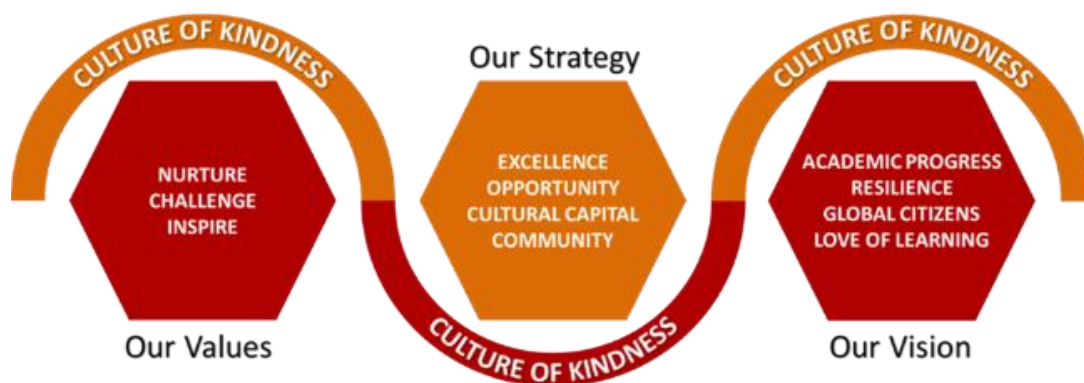 CULTURE OF KINDNESS
NURTURE
CHALLENGE
INSPIRE
Our Values
Our Strategy
EXCELLENCE
OPPORTUNITY
CULTURAL CAPITAL
COMMUNITY
CULTURE OF KINDNESS
CULTURE OF KINDNESS
ACADEMIC PROGRESS
RESILIENCE
GLOBAL CITIZENS
LOVE OF LEARNING
Our Vision